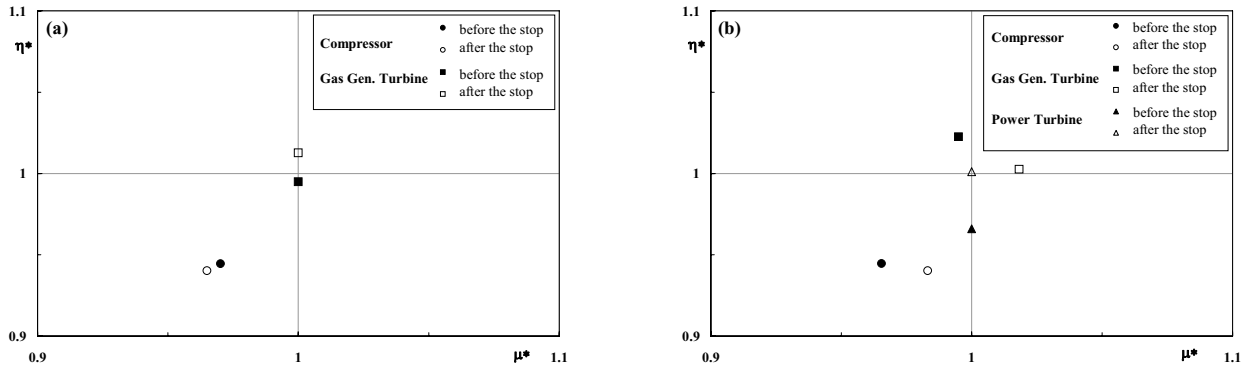 1.1
(a)
η*
Compressor
before the stop
after the stop
Gas Gen. Turbine
before the stop
after the stop
1
0.9
0.9
1
μ*
1.1
1.1
(b)
η*
Compressor
before the stop
after the stop
Gas Gen. Turbine
before the stop
after the stop
Power Turbine
before the stop
after the stop
1
0.9
0.9
1
μ*
1.1